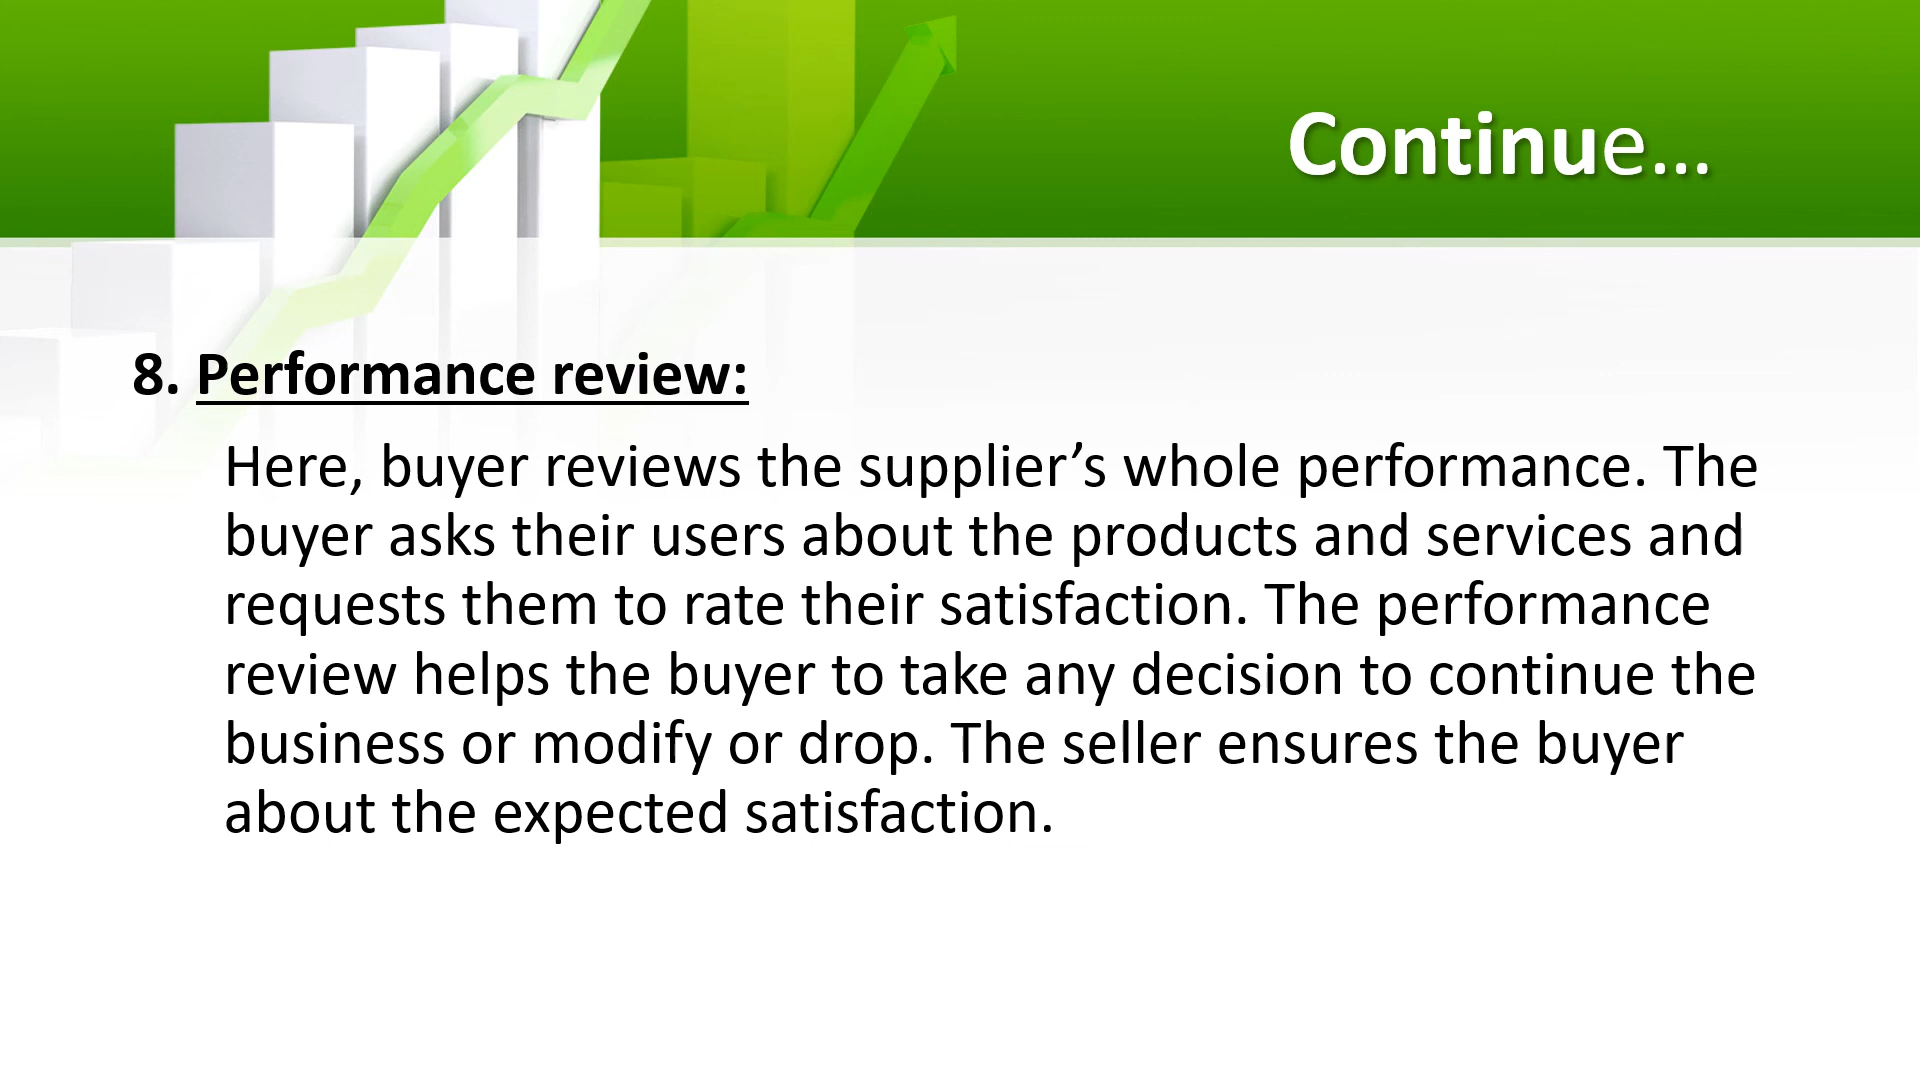 Continue...
8. Performance review:
Here, buyer reviews the supplier’s whole performance. The
buyer asks their users about the products and services and
requests them to rate their satisfaction. The performance
review helps the buyer to take any decision to continue the
business or modify or drop. The seller ensures the buyer
about the expected satisfaction.